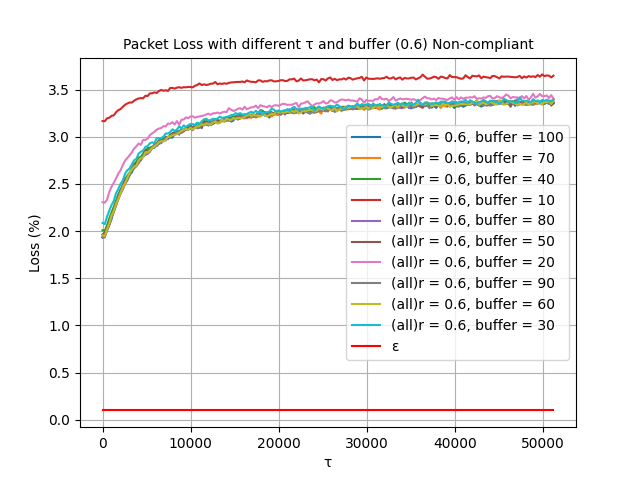 Packet Loss with different τ and buffer (0.6) Non-compliant
Loss (%)
3.5
3.0
2.5
2.0
1.5
1.0
0.5
0.0
(all)r = 0.6, buffer = 100
(all)r = 0.6, buffer = 70
(all)r = 0.6, buffer = 40
(all)r = 0.6, buffer = 10
(all)r = 0.6, buffer = 80
(all)r = 0.6, buffer = 50
(all)r = 0.6, buffer = 20
(all)r = 0.6, buffer = 90
(all)r = 0.6, buffer = 60
(all)r = 0.6, buffer = 30
ε
0 10000 20000 30000 40000 50000
τ